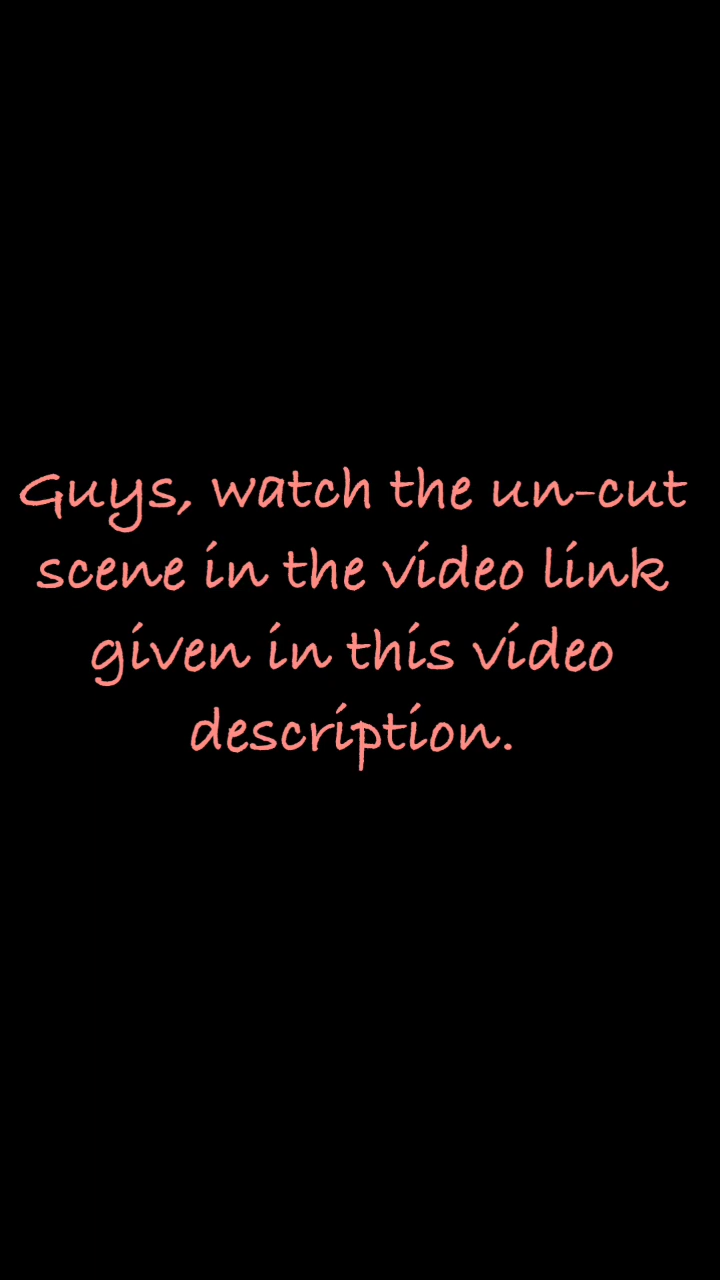 Guys, watch the un-cut
scene in the video link
given in this video
description.